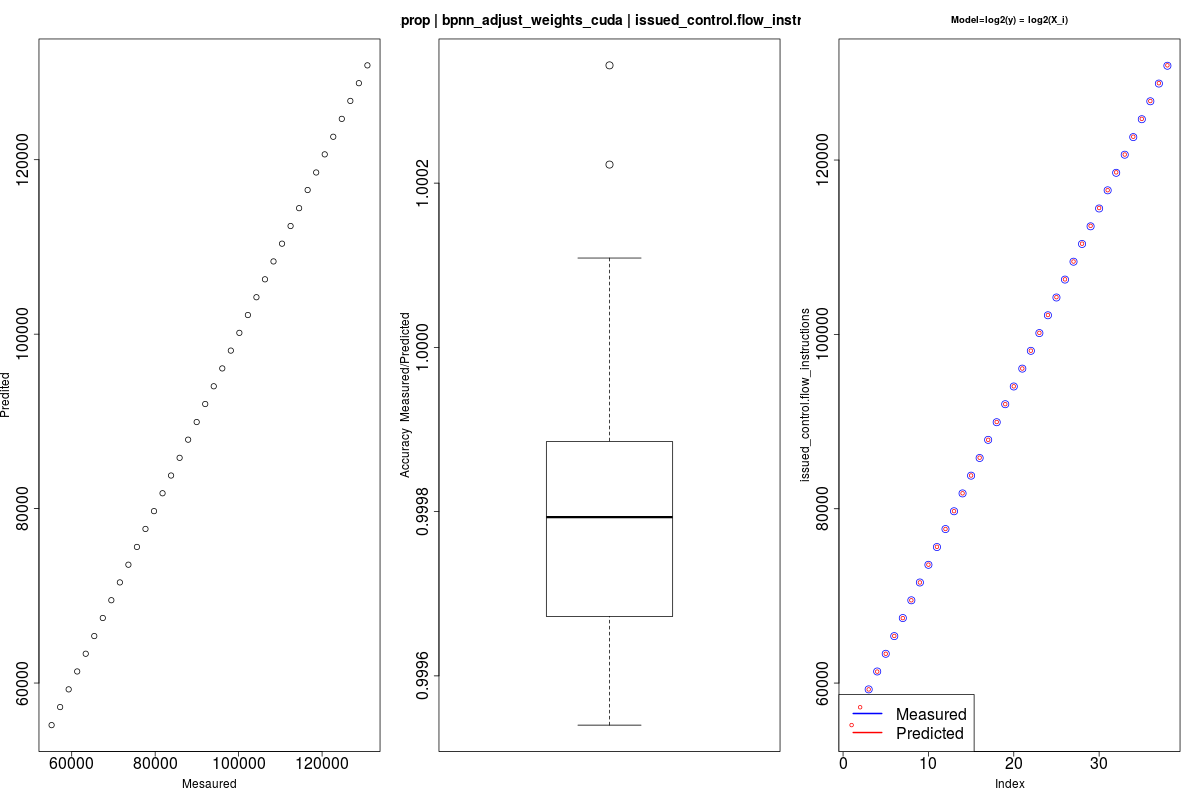 prop | bpnn_adjust_weights_cuda | issued_control.flow_instr
Model=log2(y) = log2(X_i)
Predited
60000
80000
100000
120000
60000
80000
100000
120000
Mesaured
Accuracy Measured/Predicted
0.9996
0.9998
1.0000
1.0002
issued_control.flow_instructions
60000
80000
100000
120000
Measured
Predicted
0
10
20
30
Index